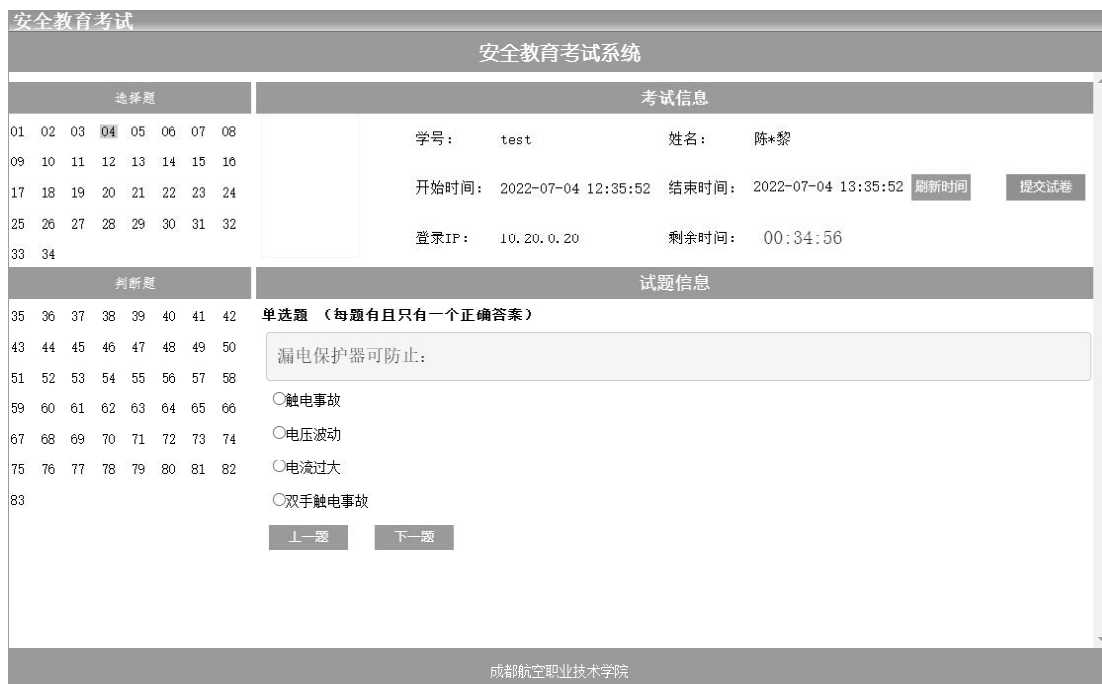 安全教育考试
安全教育考试系统
选择题
01 02 03 04 05 06 07 08
09 10 11 12 13 14 15 16
17 18 19 20 21 22 23 24
25 26 27 28 29 30 31 32
33 34
判断题
35 36 37 38 39 40 41 42
43 44 45 46 47 48 49 50
51 52 53 54 55 56 57 58
59 60 61 62 63 64 65 66
67 68 69 70 71 72 73 74
75 76 77 78 79 80 81 82
83
考试信息
学号： test 姓名： 陈*黎
开始时间： 2022-07-04 12:35:52 结束时间： 2022-07-04 13:35:52 刷新时间 提交试卷
登录IP： 10.20.0.20 剩余时间： 00:34:56
试题信息
单选题 （每题有且只有一个正确答案）
漏电保护器可防止：
触电事故
电压波动
电流过大
双手触电事故
上一题 下一题
成都航空职业技术学院